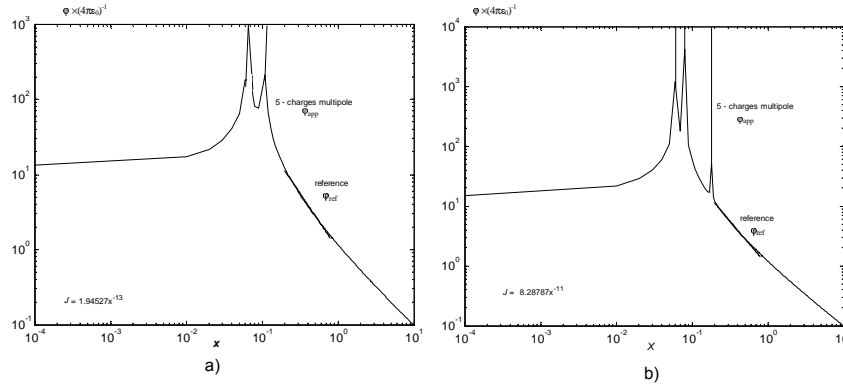 φ ×(4πε₀)⁻¹
10³
10²
10¹
10⁰
10⁻¹
10⁻⁴
10⁻³
10⁻²
10⁻¹
10⁰
10¹
x
5 - charges multipole
φapp
reference
φref
J = 1.94527x⁻¹³
a)
φ ×(4πε₀)⁻¹
10⁴
10³
10²
10¹
10⁰
10⁻¹
10⁻⁴
10⁻³
10⁻²
10⁻¹
10⁰
10¹
x
5 - charges multipole
φapp
reference
φref
J = 8.28787x⁻¹¹
b)